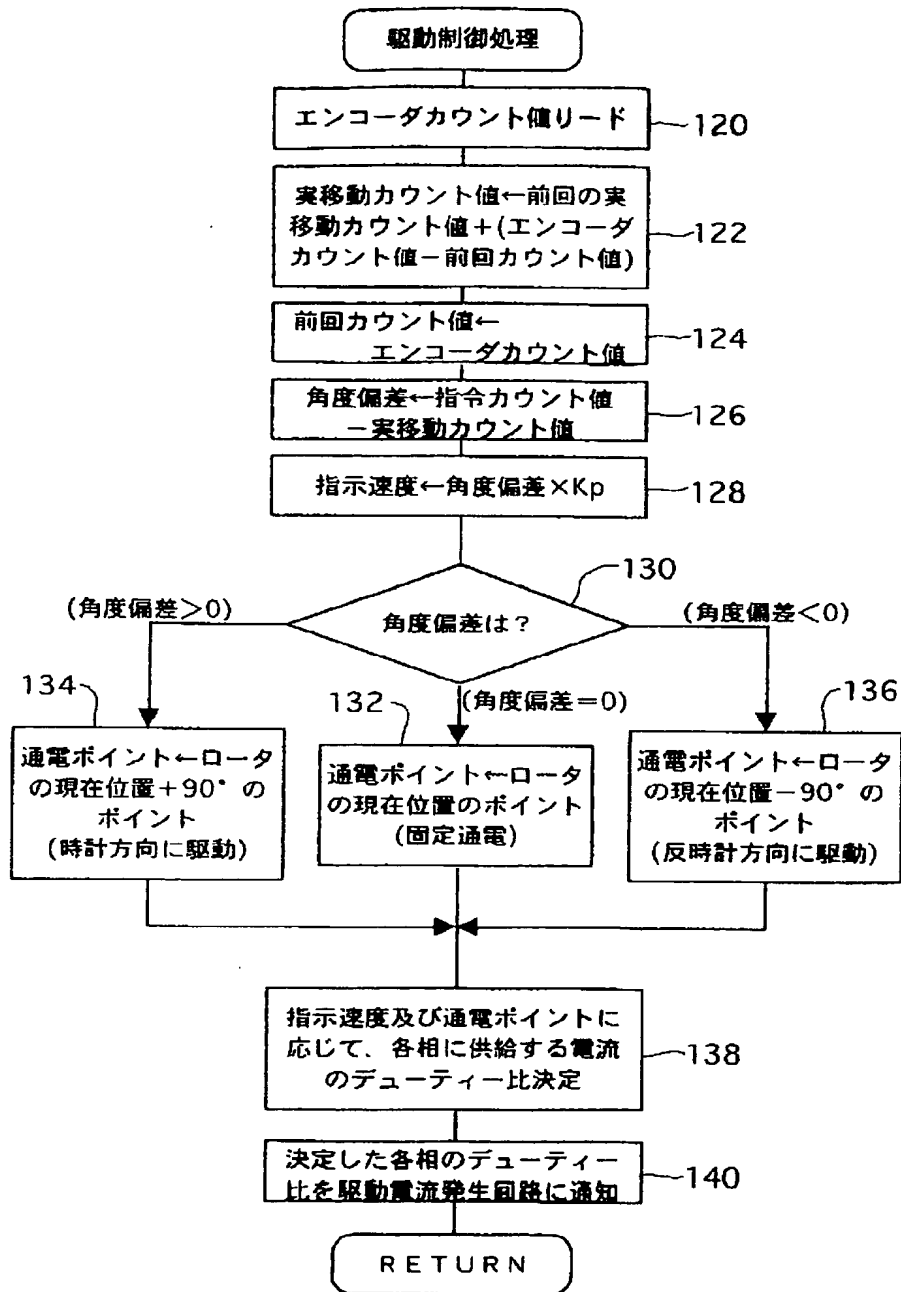 駆動制御処理
エンコーダカウント値リード
120
実移動カウント値←前回の実
移動カウント値＋(エンコーダ
カウント値－前回カウント値)
122
前回カウント値←
エンコーダカウント値
124
角度偏差←指令カウント値
－実移動カウント値
126
指示速度←角度偏差×Kp
128
130
角度偏差は？
(角度偏差＞0)
(角度偏差＝0)
(角度偏差＜0)
134
通電ポイント←ロータ
の現在位置＋90°の
ポイント
(時計方向に駆動)
132
通電ポイント←ロータ
の現在位置のポイント
(固定通電)
136
通電ポイント←ロータ
の現在位置－90°の
ポイント
(反時計方向に駆動)
指示速度及び通電ポイントに
応じて、各相に供給する電流
のデューティー比決定
138
決定した各相のデューティー
比を駆動電流発生回路に通知
140
RETURN